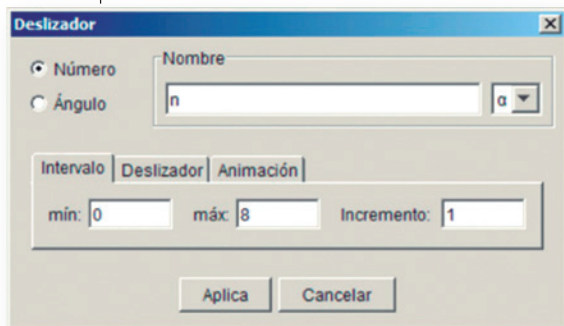 Deslizador
Número
Ángulo
Nombre
n
α
Intervalo
Deslizador
Animación
mín: 0
máx: 8
Incremento: 1
Aplica
Cancelar